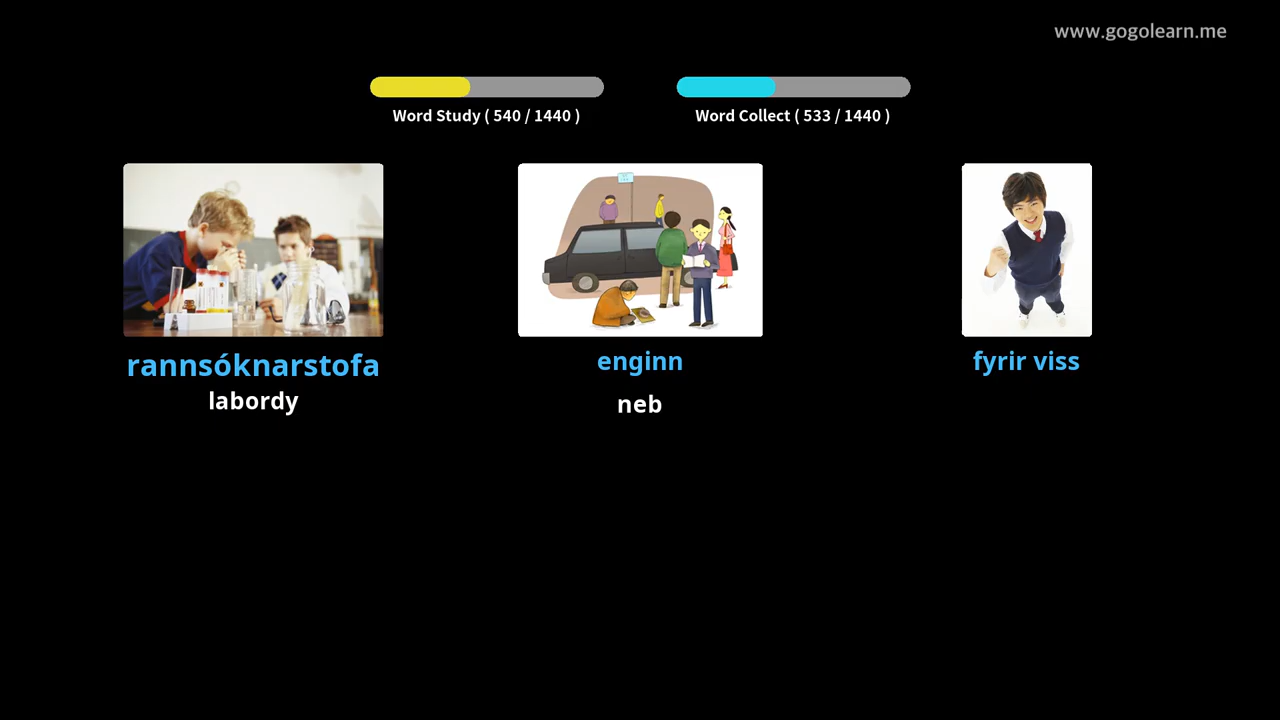 www.gogolearn.me
Word Study ( 540 / 1440 )
Word Collect ( 533 / 1440 )
rannsóknarstofa
labordy
enginn
neb
fyrir viss